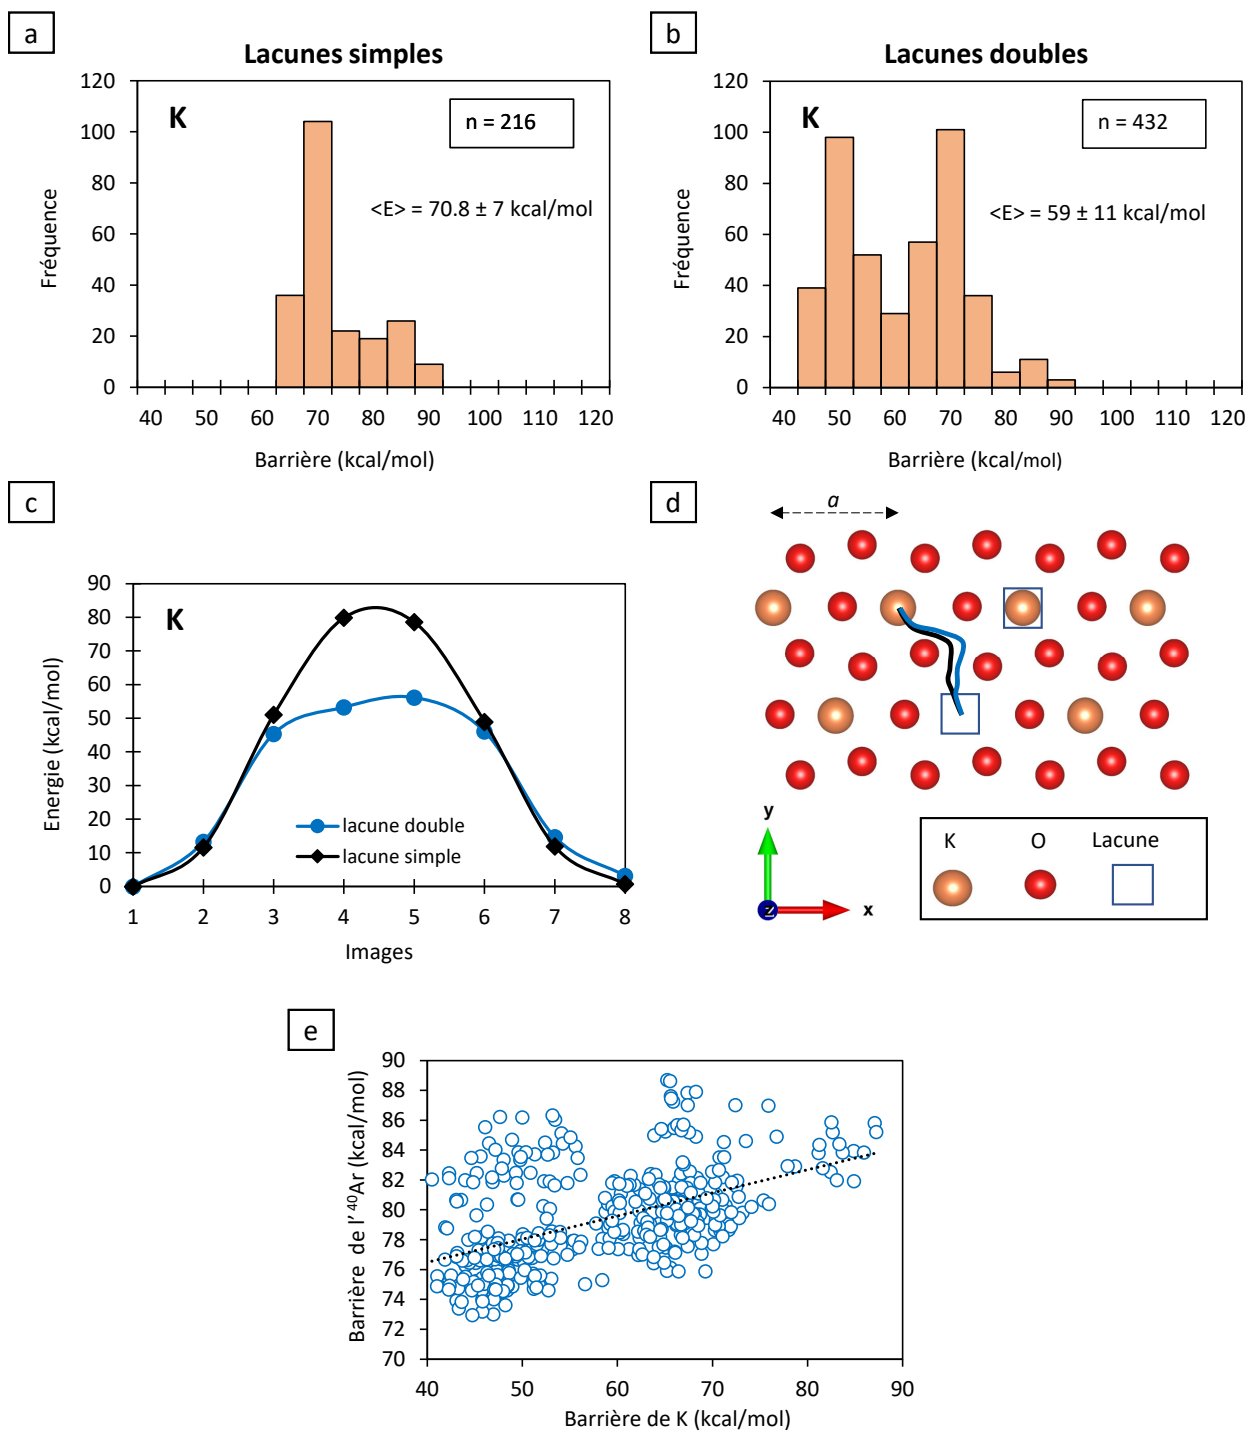 a
Lacunes simples
120
100
80
60
40
20
0
Fréquence
K
n = 216
<E> = 70.8 ± 7 kcal/mol
40 50 60 70 80 90 100 110 120
Barrière (kcal/mol)
b
Lacunes doubles
120
100
80
60
40
20
0
Fréquence
K
n = 432
<E> = 59 ± 11 kcal/mol
40 50 60 70 80 90 100 110 120
Barrière (kcal/mol)
c
90
80
70
60
50
40
30
20
10
0
Energie (kcal/mol)
K
lacune double
lacune simple
1 2 3 4 5 6 7 8
Images
d
a
y
z
x
K O Lacune
e
90
88
86
84
82
80
78
76
74
72
70
Barrière de l'⁴⁰Ar (kcal/mol)
40 50 60 70 80 90
Barrière de K (kcal/mol)